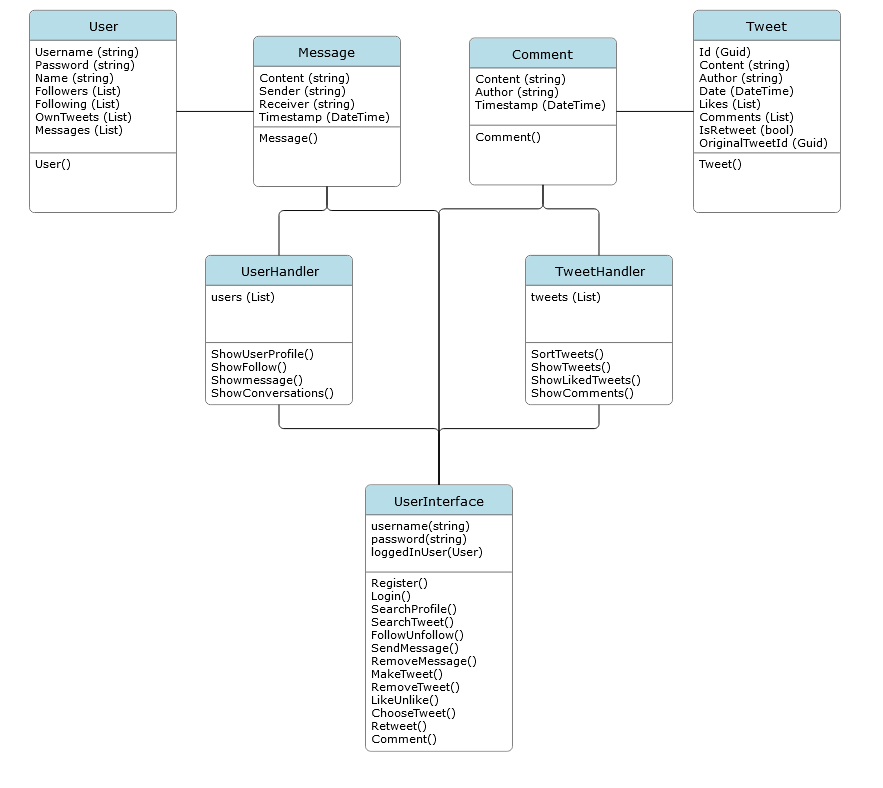 User
Username (string)
Password (string)
Name (string)
Followers (List)
Following (List)
OwnTweets (List)
Messages (List)
User()
Message
Content (string)
Sender (string)
Receiver (string)
Timestamp (DateTime)
Message()
Comment
Content (string)
Author (string)
Timestamp (DateTime)
Comment()
Tweet
Id (Guid)
Content (string)
Author (string)
Date (DateTime)
Likes (List)
Comments (List)
IsRetweet (bool)
OriginalTweetId (Guid)
Tweet()
UserHandler
users (List)
ShowUserProfile()
ShowFollow()
Showmessage()
ShowConversations()
TweetHandler
tweets (List)
SortTweets()
ShowTweets()
ShowLikedTweets()
ShowComments()
UserInterface
username(string)
password(string)
loggedInUser(User)
Register()
Login()
SearchProfile()
SearchTweet()
FollowUnfollow()
SendMessage()
RemoveMessage()
MakeTweet()
RemoveTweet()
LikeUnlike()
ChooseTweet()
Retweet()
Comment()